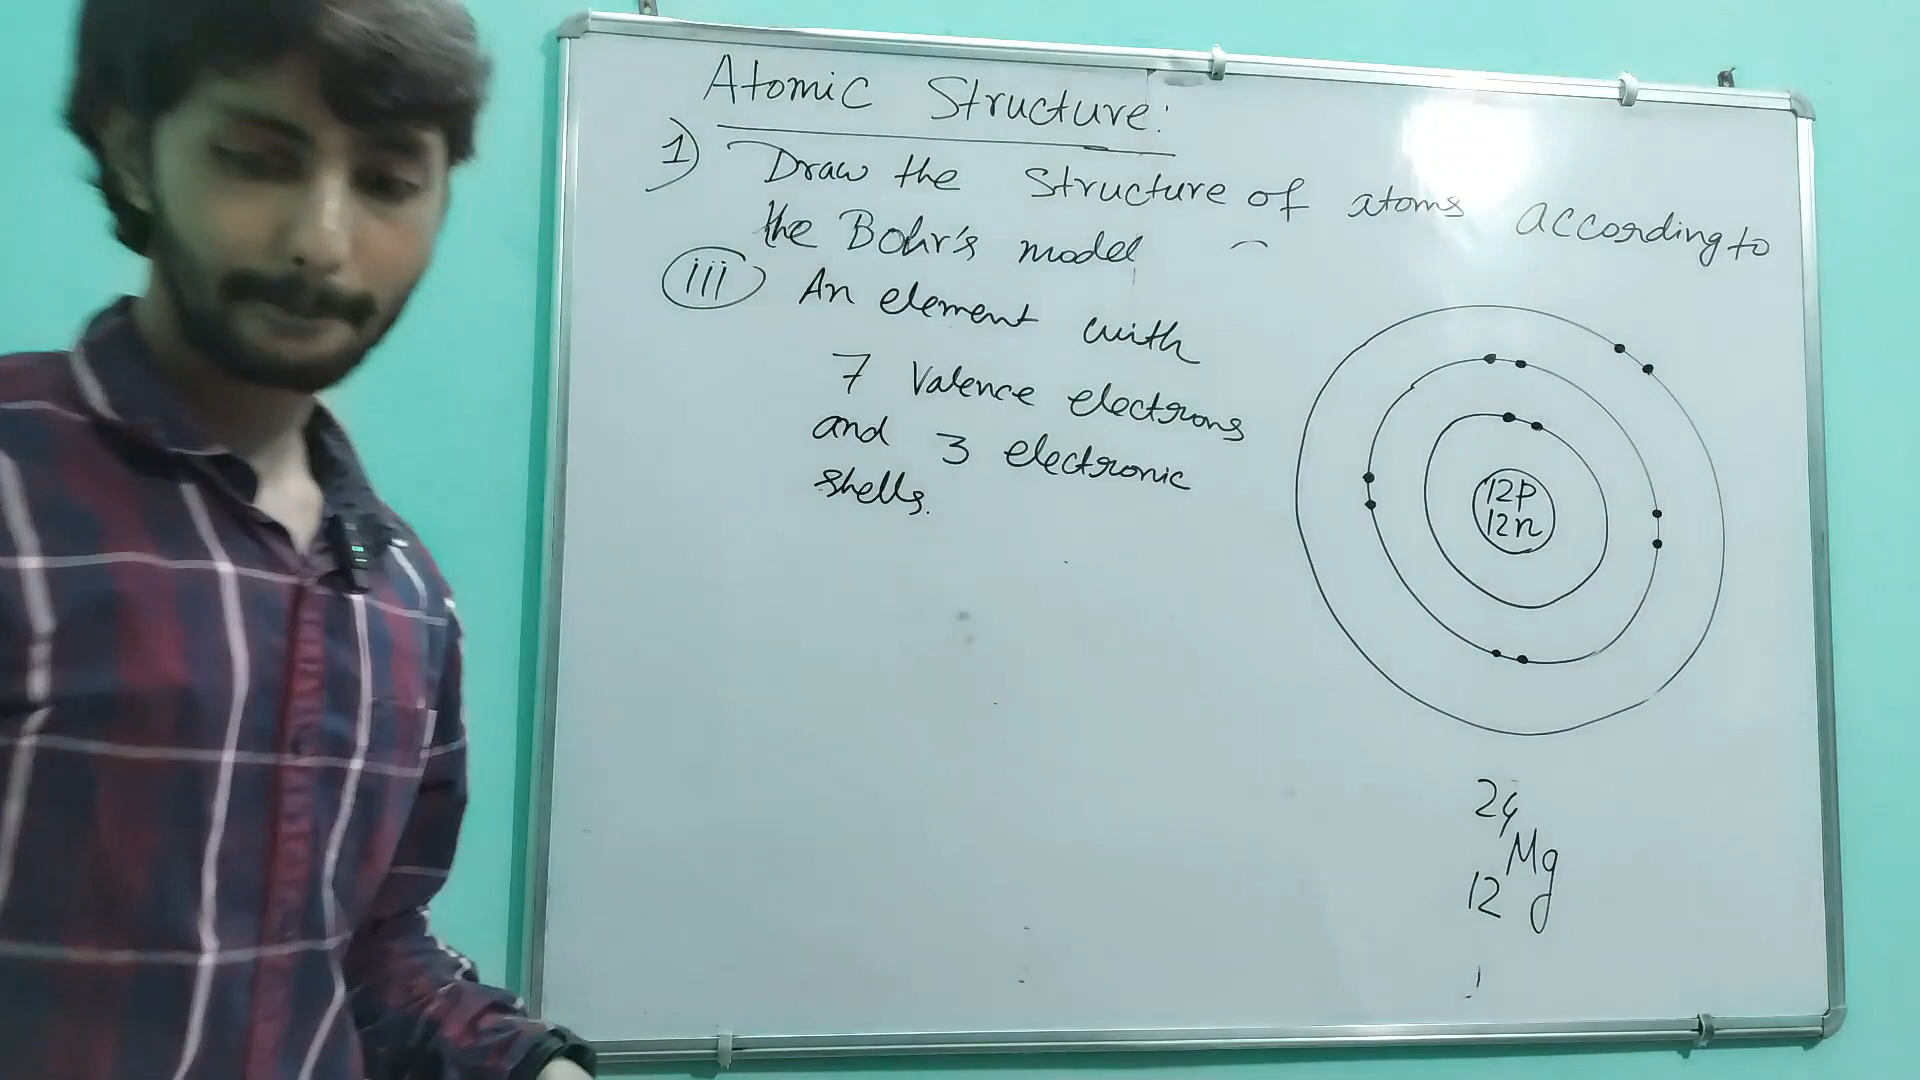 Atomic Structure:
1) Draw the structure of atoms according to
the Bohr's model
(iii) An element with
7 Valence electrons
and 3 electronic
shells.
12P
12n
24
Mg
12